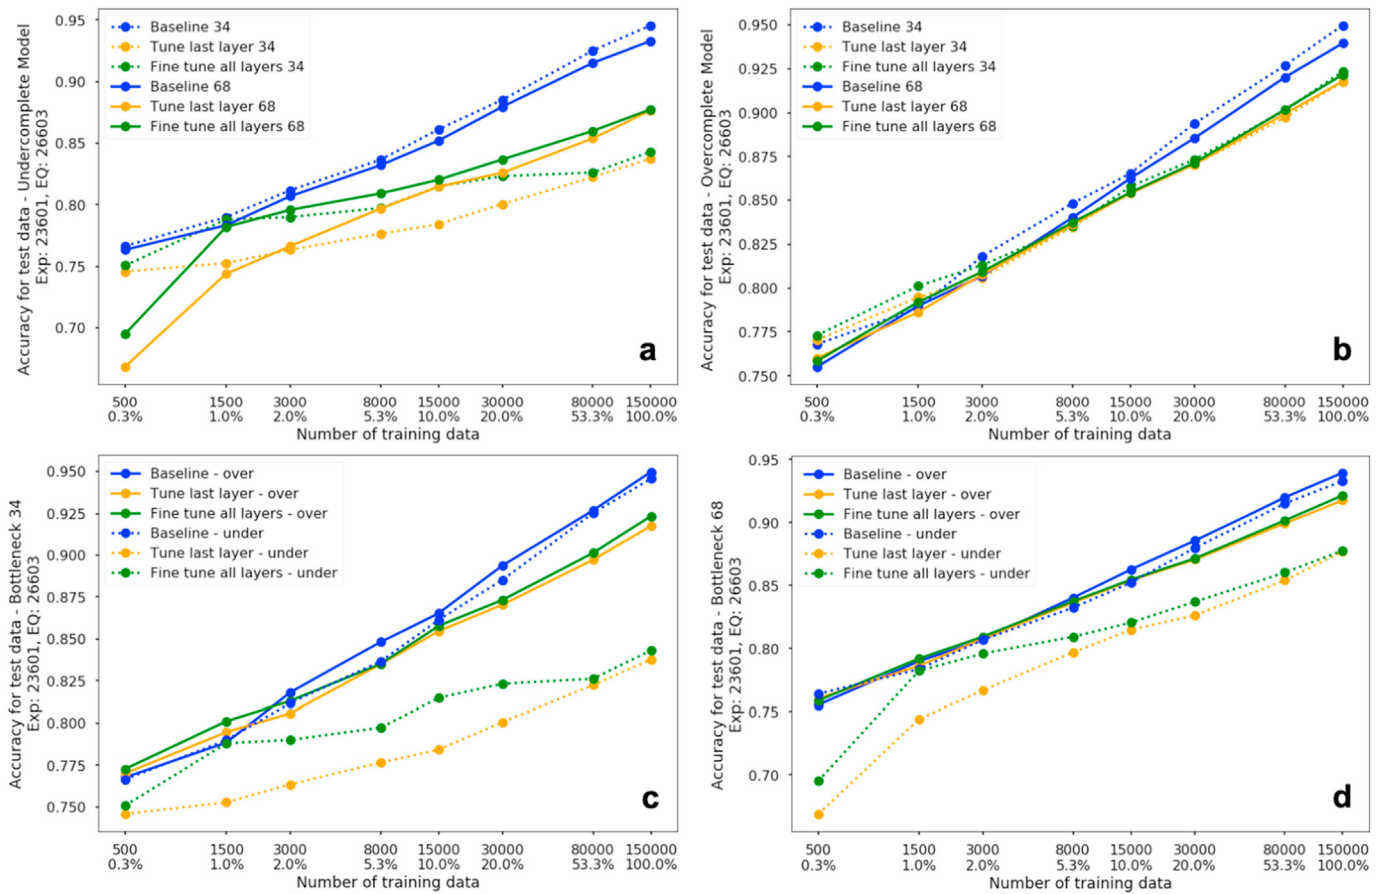 Accuracy for test data - Undercomplete Model
Exp: 23601, EQ: 26603
0.95
0.90
0.85
0.80
0.75
0.70
Baseline 34
Tune last layer 34
Fine tune all layers 34
Baseline 68
Tune last layer 68
Fine tune all layers 68
a
500 1500 3000 8000 15000 30000 80000 150000
0.3% 1.0% 2.0% 5.3% 10.0% 20.0% 53.3% 100.0%
Number of training data
Accuracy for test data - Overcomplete Model
Exp: 23601, EQ: 26603
0.950
0.925
0.900
0.875
0.850
0.825
0.800
0.775
0.750
Baseline 34
Tune last layer 34
Fine tune all layers 34
Baseline 68
Tune last layer 68
Fine tune all layers 68
b
500 1500 3000 8000 15000 30000 80000 150000
0.3% 1.0% 2.0% 5.3% 10.0% 20.0% 53.3% 100.0%
Number of training data
Accuracy for test data - Bottleneck 34
Exp: 23601, EQ: 26603
0.950
0.925
0.900
0.875
0.850
0.825
0.800
0.775
0.750
Baseline - over
Tune last layer - over
Fine tune all layers - over
Baseline - under
Tune last layer - under
Fine tune all layers - under
c
500 1500 3000 8000 15000 30000 80000 150000
0.3% 1.0% 2.0% 5.3% 10.0% 20.0% 53.3% 100.0%
Number of training data
Accuracy for test data - Bottleneck 68
Exp: 23601, EQ: 26603
0.95
0.90
0.85
0.80
0.75
0.70
Baseline - over
Tune last layer - over
Fine tune all layers - over
Baseline - under
Tune last layer - under
Fine tune all layers - under
d
500 1500 3000 8000 15000 30000 80000 150000
0.3% 1.0% 2.0% 5.3% 10.0% 20.0% 53.3% 100.0%
Number of training data